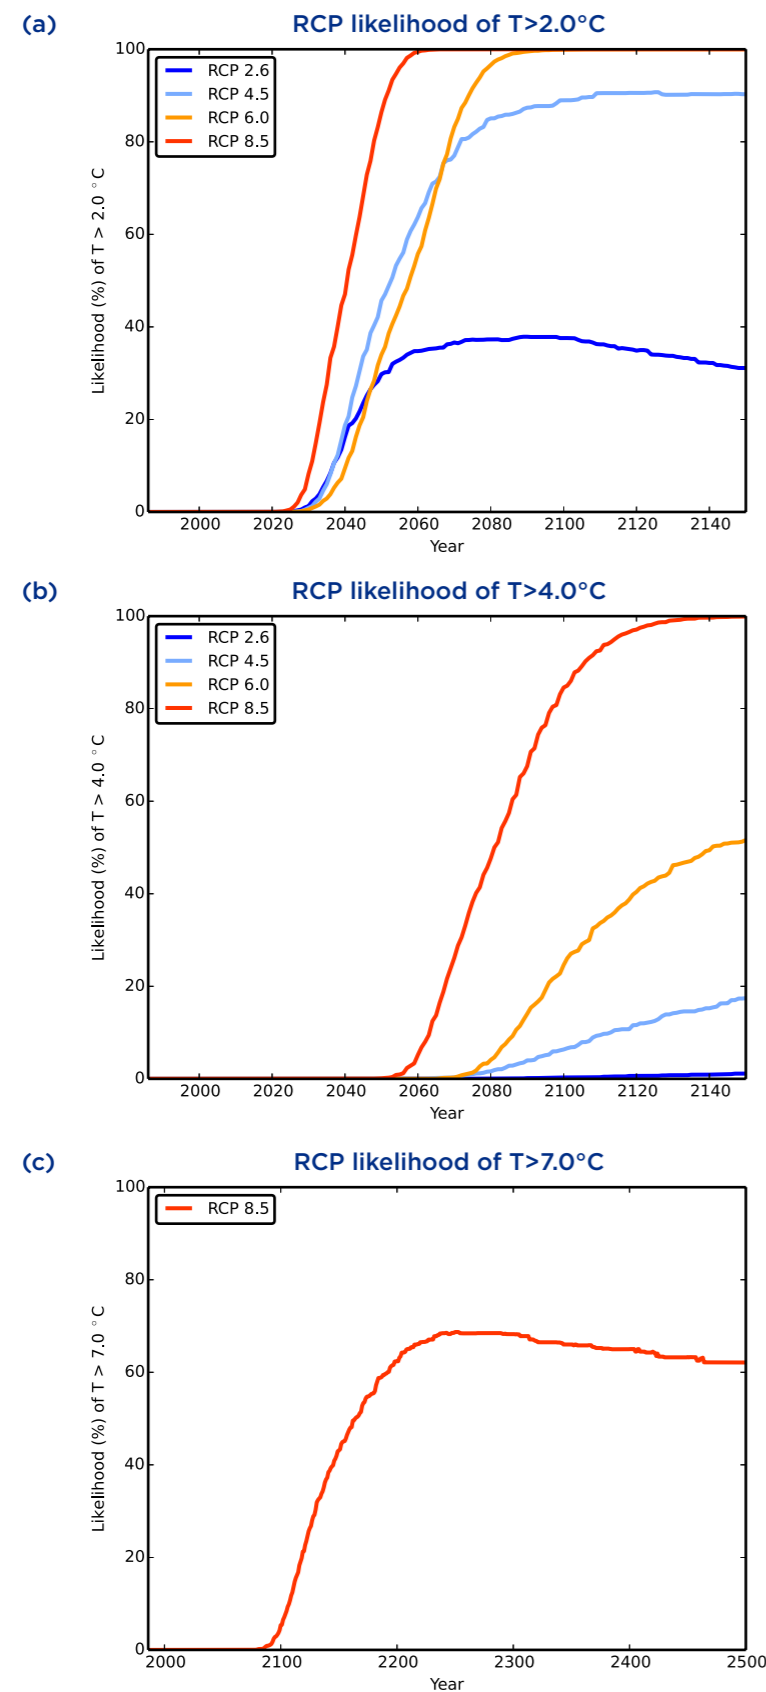 (a) RCP likelihood of T>2.0°C
100
80
60
40
20
0
Likelihood (%) of T > 2.0 °C
RCP 2.6
RCP 4.5
RCP 6.0
RCP 8.5
2000 2020 2040 2060 2080 2100 2120 2140
Year
(b) RCP likelihood of T>4.0°C
100
80
60
40
20
0
Likelihood (%) of T > 4.0 °C
RCP 2.6
RCP 4.5
RCP 6.0
RCP 8.5
2000 2020 2040 2060 2080 2100 2120 2140
Year
(c) RCP likelihood of T>7.0°C
100
80
60
40
20
0
Likelihood (%) of T > 7.0 °C
RCP 8.5
2000 2100 2200 2300 2400 2500
Year